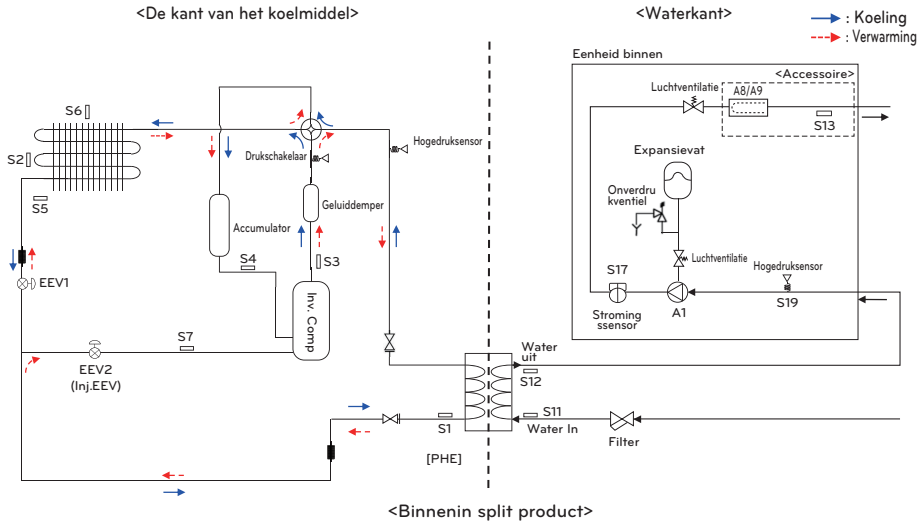 <De kant van het koelmiddel>
<Waterkant>
: Koeling
: Verwarming
Eenheid binnen
<Accessoire>
Luchtventilatie
A8/A9
S13
S6
S2
S5
Drukschakelaar
Hogedruksensor
Geluiddemper
Accumulator
S4
S3
Expansievat
Onverdru
kventiel
Luchtventilatie
S17
Hogedruksensor
Stroming
ssensor
A1
S19
EEV1
Inv. Comp
S7
EEV2
(Inj.EEV)
Water
uit
S12
S1
S11
Water In
Filter
[PHE]
<Binnenin split product>